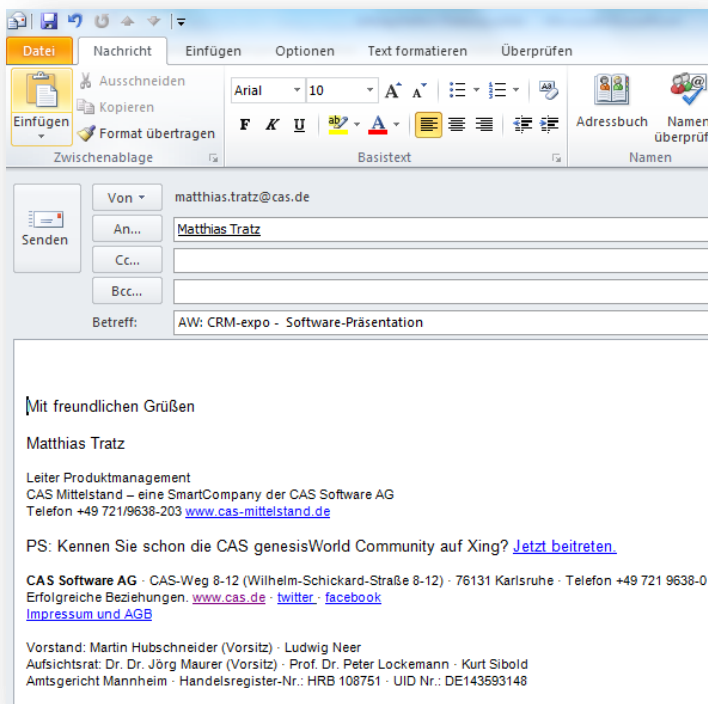 Datei Nachricht Einfügen Optionen Text formatieren Überprüfen
Einfügen
Ausschneiden
Kopieren
Format übertragen
Zwischenablage
Arial 10
F K U
Basistext
Adressbuch
Namen
überprüf
Namen
Senden
Von matthias.tratz@cas.de
An... Matthias Tratz
Cc...
Bcc...
Betreff: AW: CRM-expo - Software-Präsentation
Mit freundlichen Grüßen
Matthias Tratz
Leiter Produktmanagement
CAS Mittelstand – eine SmartCompany der CAS Software AG
Telefon +49 721/9638-203 www.cas-mittelstand.de
PS: Kennen Sie schon die CAS genesisWorld Community auf Xing? Jetzt beitreten.
CAS Software AG · CAS-Weg 8-12 (Wilhelm-Schickard-Straße 8-12) · 76131 Karlsruhe · Telefon +49 721 9638-0
Erfolgreiche Beziehungen. www.cas.de · twitter · facebook
Impressum und AGB
Vorstand: Martin Hubschneider (Vorsitz) · Ludwig Neer
Aufsichtsrat: Dr. Dr. Jörg Maurer (Vorsitz) · Prof. Dr. Peter Lockemann · Kurt Sibold
Amtsgericht Mannheim · Handelsregister-Nr.: HRB 108751 · UID Nr.: DE143593148